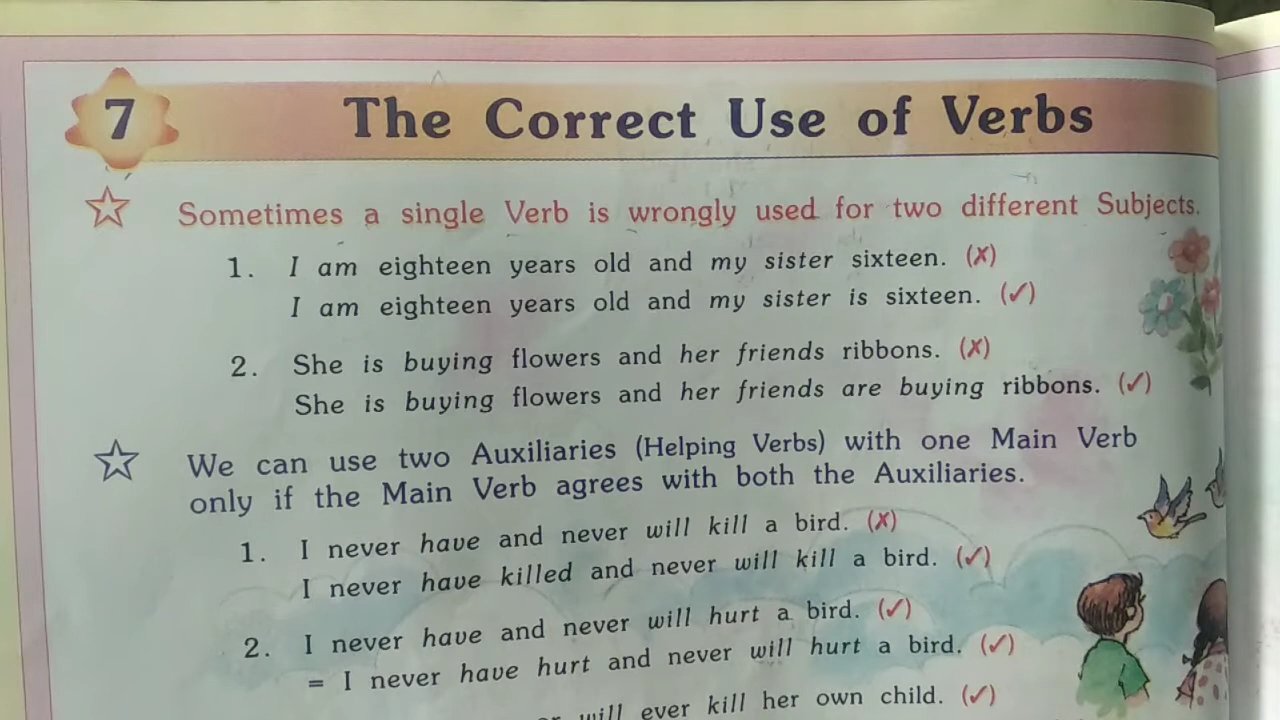 7 The Correct Use of Verbs
Sometimes a single Verb is wrongly used for two different Subjects.
1. I am eighteen years old and my sister sixteen. (✗)
I am eighteen years old and my sister is sixteen. (✓)
2. She is buying flowers and her friends ribbons. (✗)
She is buying flowers and her friends are buying ribbons. (✓)
We can use two Auxiliaries (Helping Verbs) with one Main Verb
only if the Main Verb agrees with both the Auxiliaries.
1. I never have and never will kill a bird. (✗)
I never have killed and never will kill a bird. (✓)
2. I never have and never will hurt a bird. (✓)
= I never have hurt and never will hurt a bird. (✓)
will ever kill her own child. (✓)